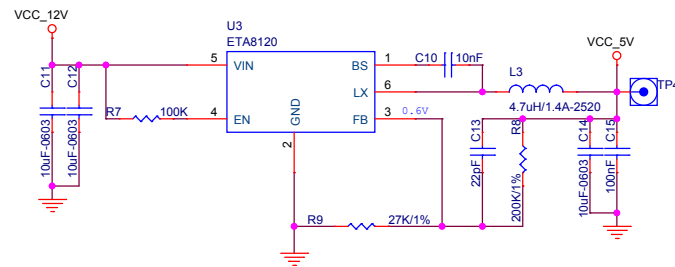 VCC_12V
U3
ETA8120
C11
C12
10uF-0603
10uF-0603
R7
100K
5
VIN
4
EN
GND
2
BS
1
LX
6
FB
3
0.6V
C10
10nF
L3
4.7uH/1.4A-2520
VCC_5V
TP4
C13
22pF
R8
200K/1%
C14
10uF-0603
C15
100nF
R9
27K/1%